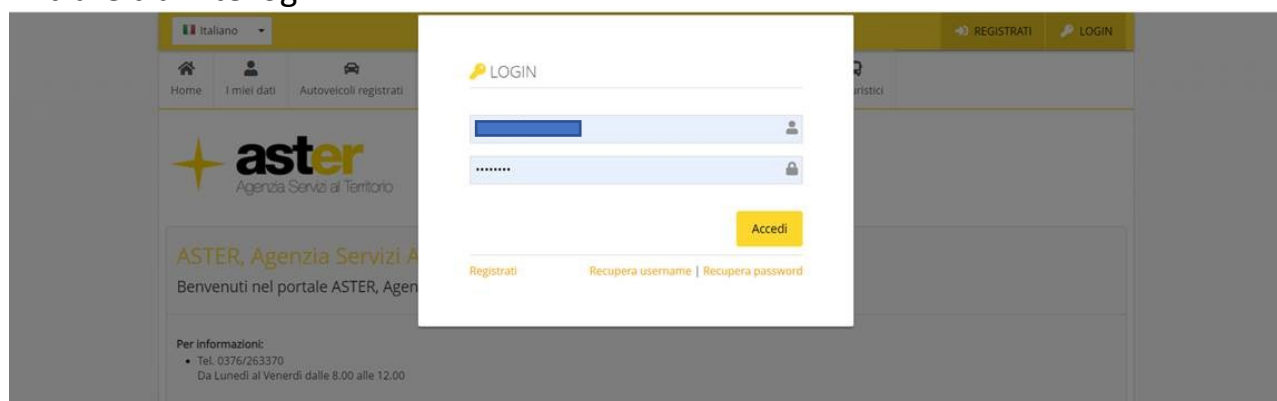 Italiano
REGISTRATI
LOGIN
Home
I miei dati
Autoveicoli registrati
uristici
LOGIN
••••••••
Accedi
Registrati
Recupera username | Recupera password
aster
Agenzia Servizi al Territorio
ASTER, Agenzia Servizi A
Benvenuti nel portale ASTER, Agen
Per informazioni:
• Tel. 0376/263370
Da Lunedì al Venerdì dalle 8.00 alle 12.00